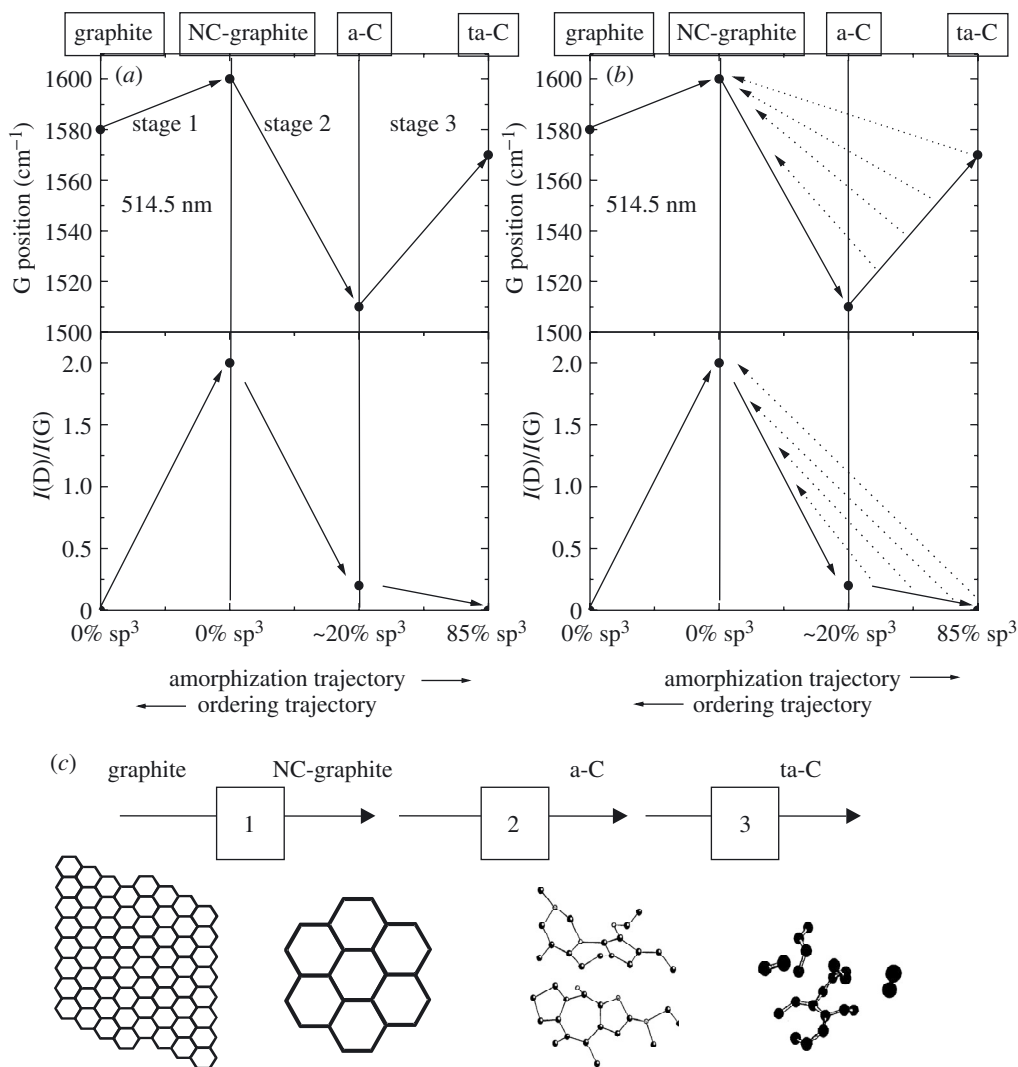 graphite NC-graphite a-C ta-C
graphite NC-graphite a-C ta-C
(a)
1600
1580
1560
1540
1520
1500
G position (cm⁻¹)
stage 1 stage 2 stage 3
514.5 nm
2.0
1.5
1.0
0.5
0
I(D)/I(G)
0% sp³ 0% sp³ ~20% sp³ 85% sp³
amorphization trajectory
ordering trajectory
(b)
1600
1580
1560
1540
1520
1500
G position (cm⁻¹)
514.5 nm
2.0
1.5
1.0
0.5
0
I(D)/I(G)
0% sp³ 0% sp³ ~20% sp³ 85% sp³
amorphization trajectory
ordering trajectory
(c)
graphite NC-graphite a-C ta-C
1 2 3